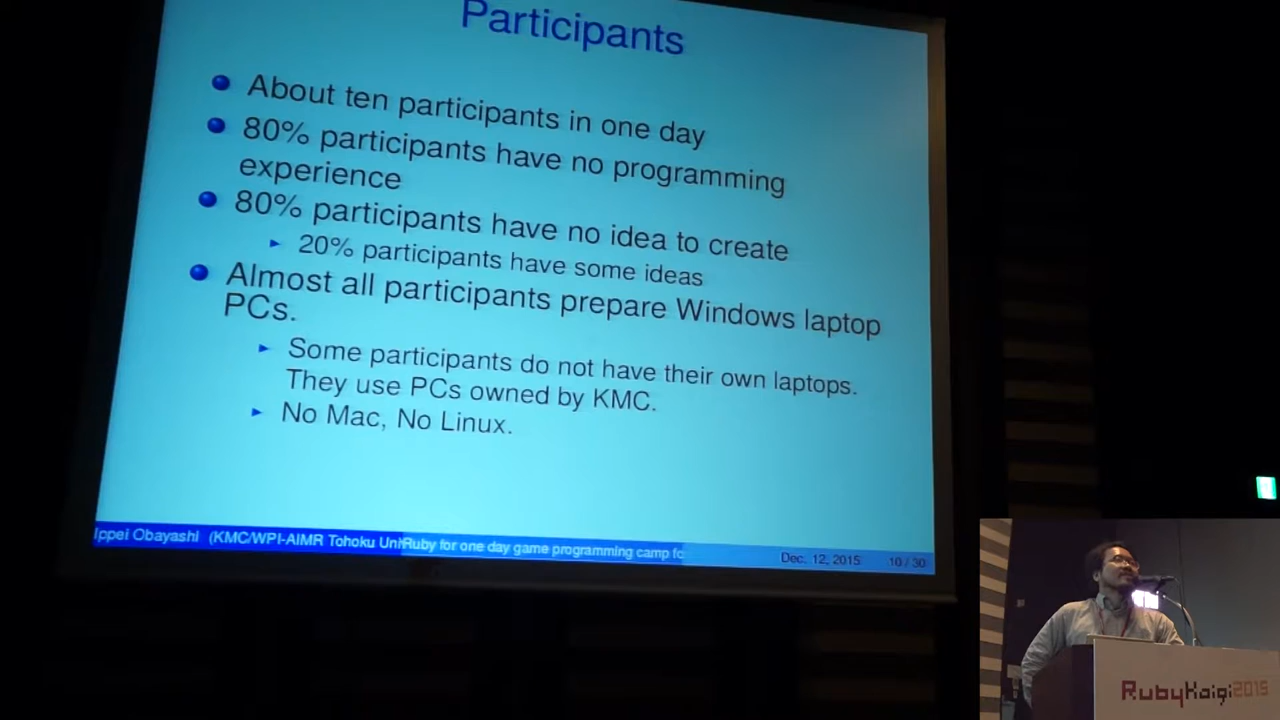 Participants
About ten participants in one day
80% participants have no programming
experience
80% participants have no idea to create
20% participants have some ideas
Almost all participants prepare Windows laptop
PCs.
Some participants do not have their own laptops.
They use PCs owned by KMC.
No Mac, No Linux.
Ippei Obayashi (KMC/WPI-AIMR Tohoku Uni Ruby for one day game programming camp fo Dec. 12, 2015 10 / 30
RubyKaigi2015